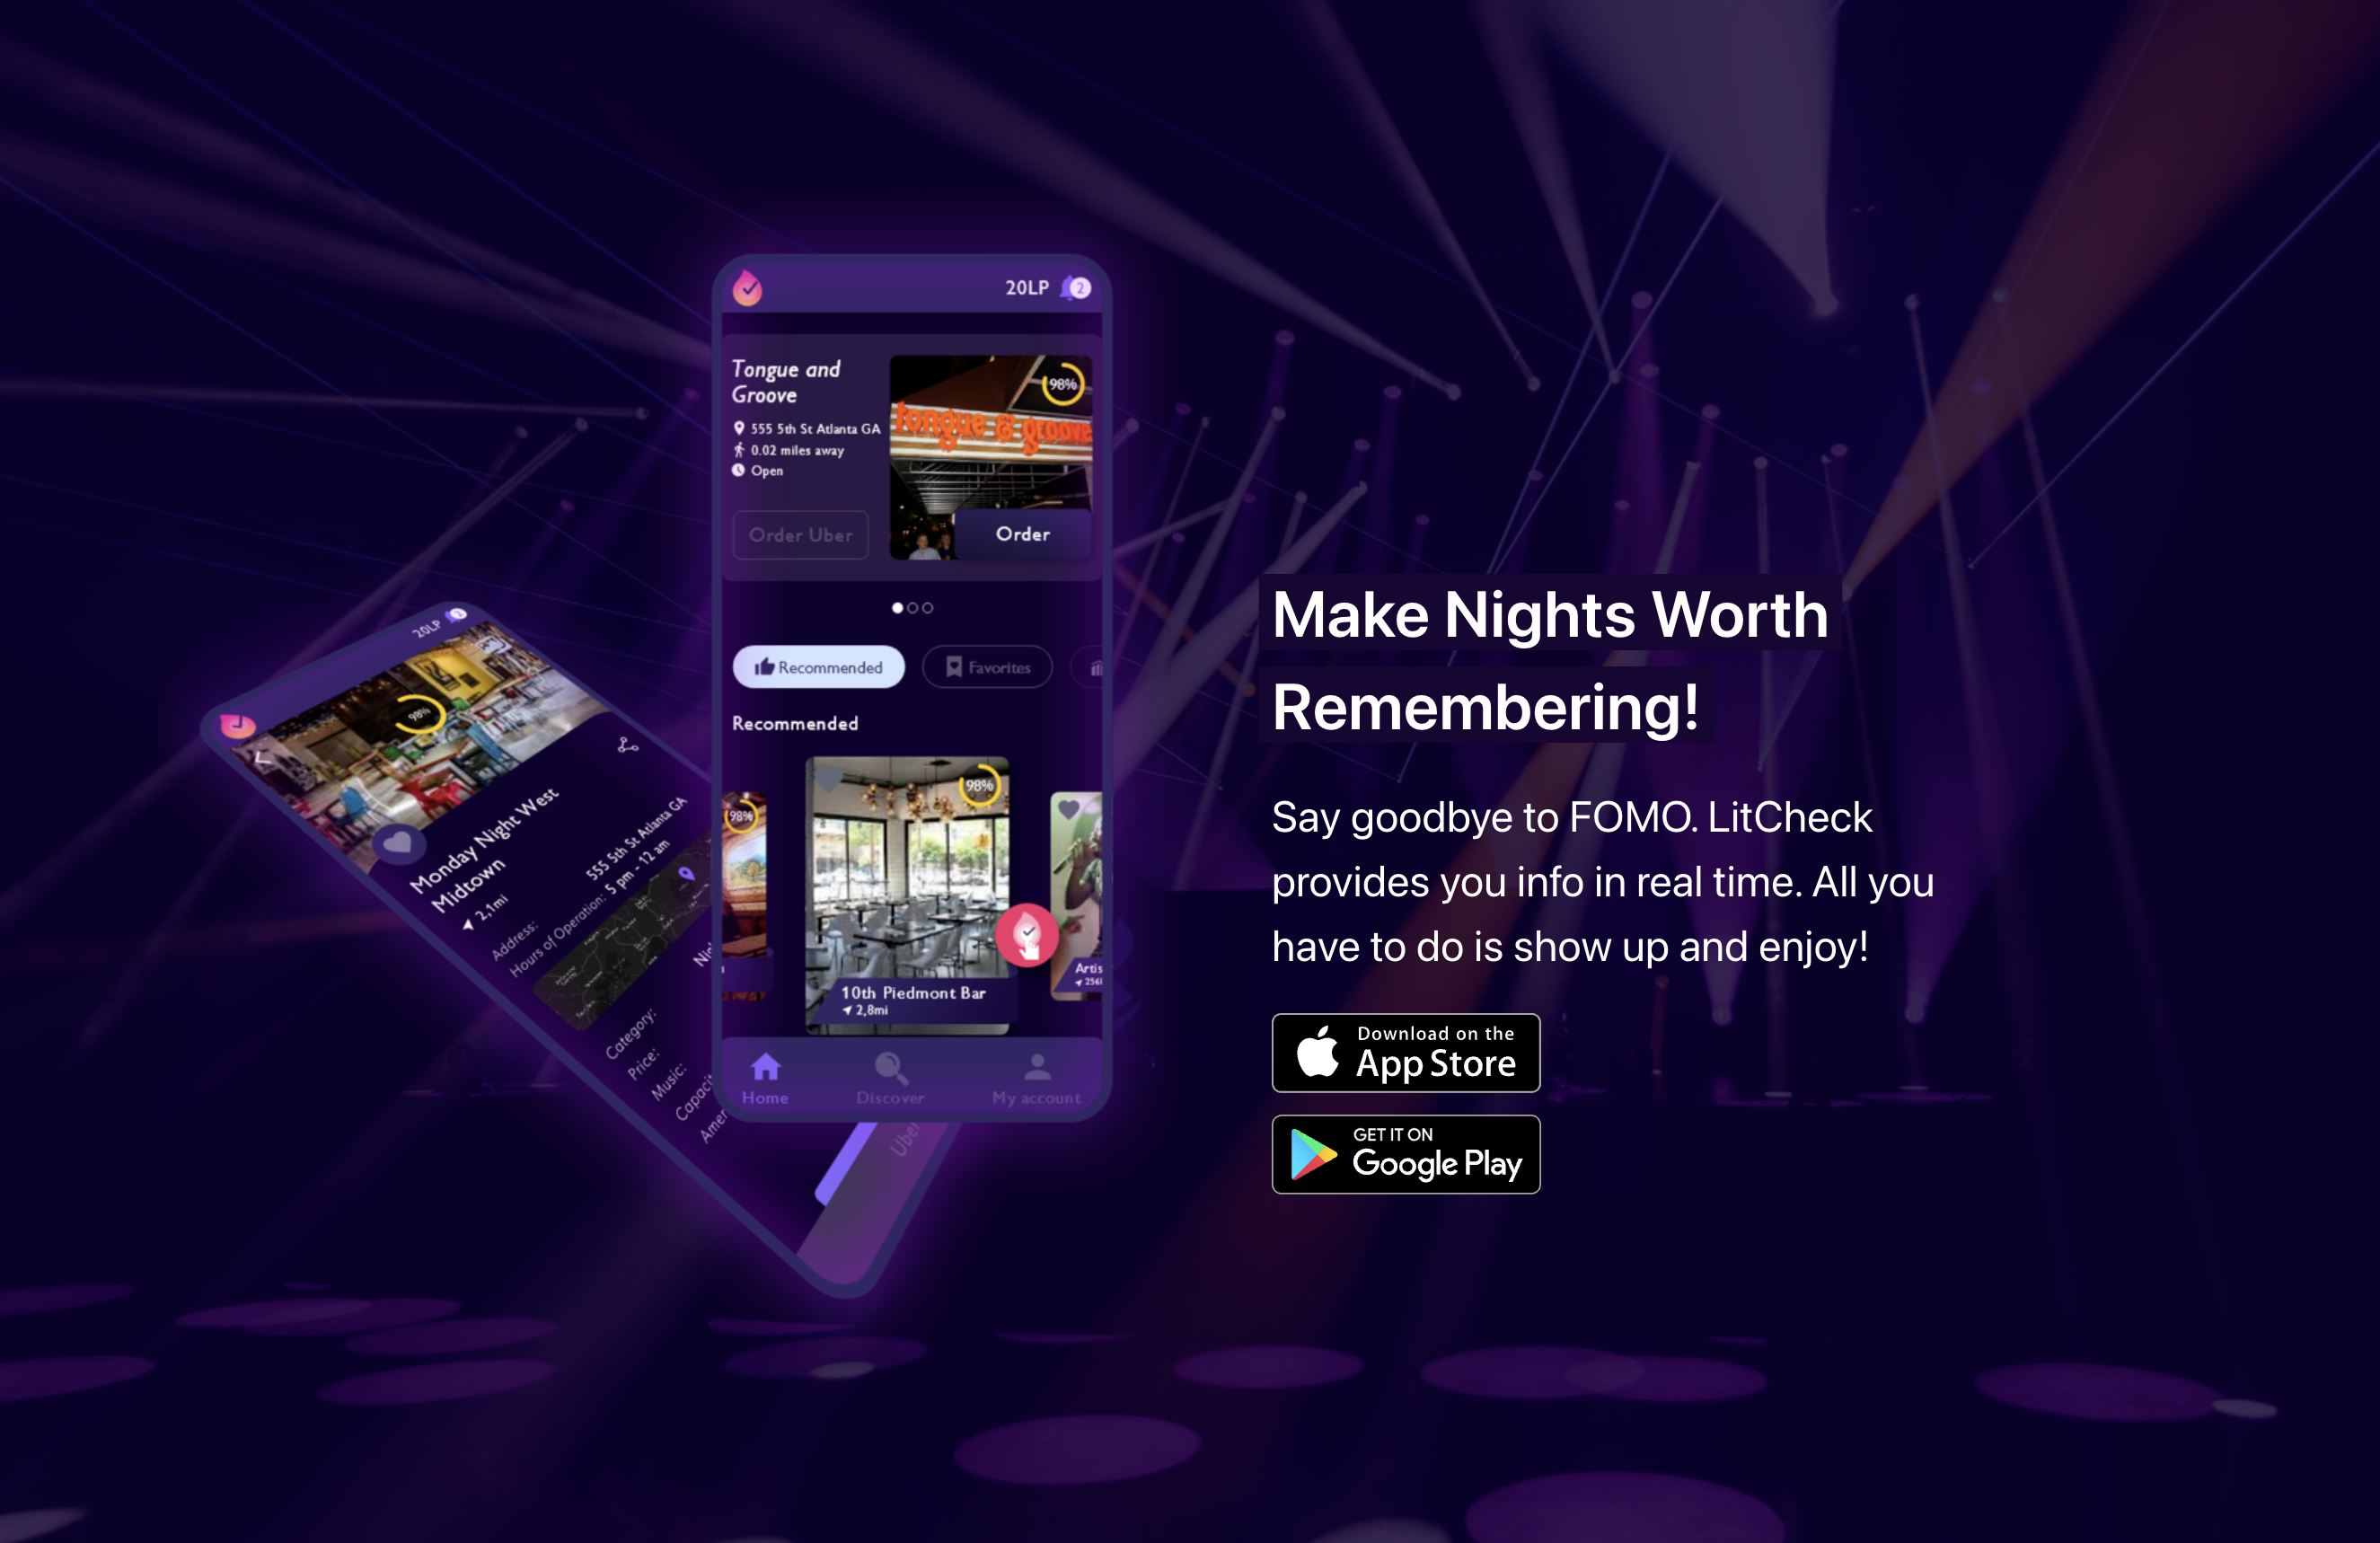 20LP
2
Tongue and
Groove
555 5th St Atlanta GA
0.02 miles away
Open
98%
tongue & groove
Order Uber
Order
Recommended
Favorites
Recommended
98%
98%
10th Piedmont Bar
2,8mi
Artis
Home
Discover
My account
20LP
2
98%
Monday Night West
Midtown
2,1mi
Address:
555 5th St Atlanta GA
Hours of Operation: 5 pm - 12 am
Category:
Price:
Music:
Make Nights Worth
Remembering!
Say goodbye to FOMO. LitCheck
provides you info in real time. All you
have to do is show up and enjoy!
Download on the
App Store
GET IT ON
Google Play